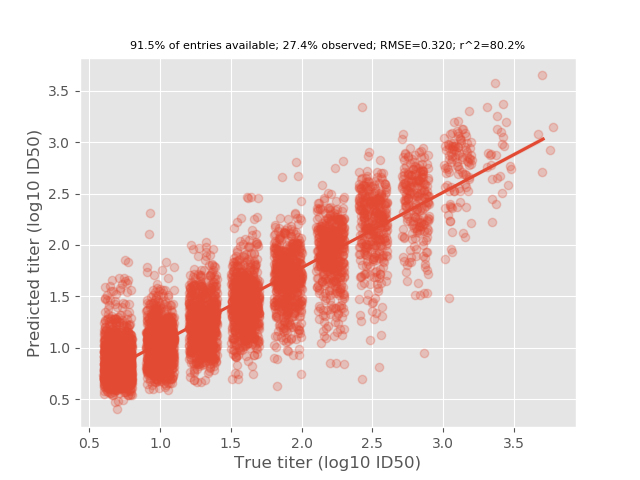 91.5% of entries available; 27.4% observed; RMSE=0.320; r^2=80.2%
Predicted titer (log10 ID50)
3.5
3.0
2.5
2.0
1.5
1.0
0.5
0.5 1.0 1.5 2.0 2.5 3.0 3.5
True titer (log10 ID50)